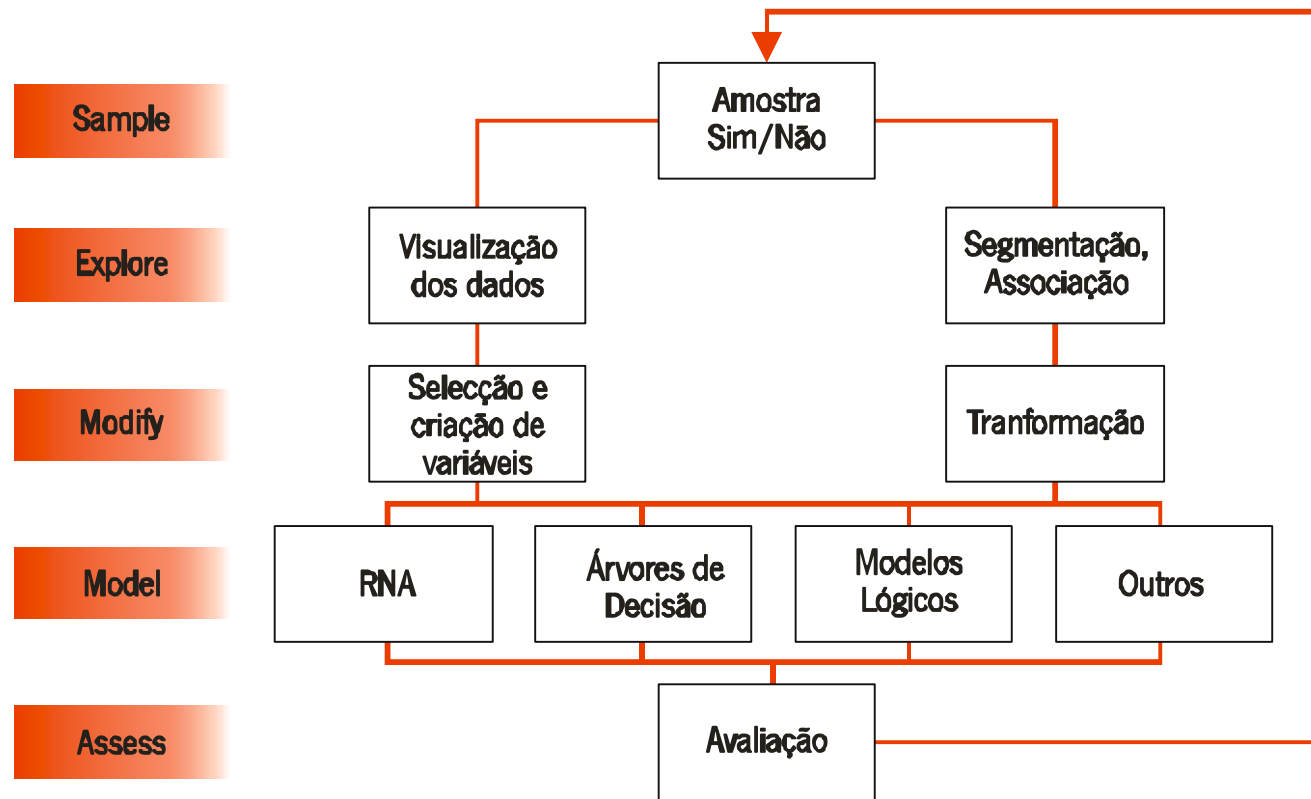 Sample
Amostra
Sim/Não
Explore
Visualização
dos dados
Segmentação,
Associação
Modify
Selecção e
criação de
variáveis
Tranformação
Model
RNA
Árvores de
Decisão
Modelos
Lógicos
Outros
Assess
Avaliação